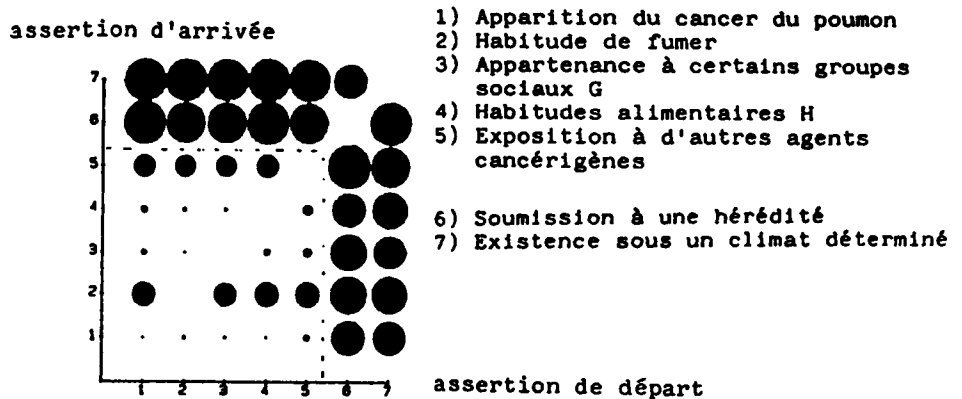 assertion d'arrivée
7
6
5
4
3
2
1
1 2 3 4 5 6 7
assertion de départ
1) Apparition du cancer du poumon
2) Habitude de fumer
3) Appartenance à certains groupes
sociaux G
4) Habitudes alimentaires H
5) Exposition à d'autres agents
cancérigènes
6) Soumission à une hérédité
7) Existence sous un climat déterminé